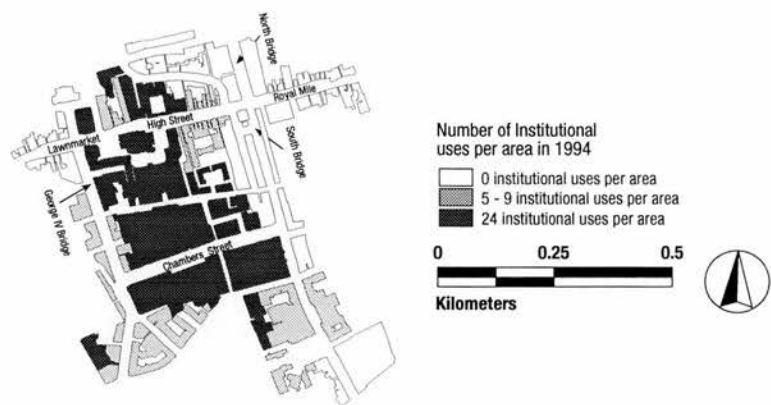 North Bridge
Royal Mile
High Street
Lawnmarket
South Bridge
George IV Bridge
Chambers Street
Number of Institutional
uses per area in 1994
0 institutional uses per area
5 - 9 institutional uses per area
24 institutional uses per area
0 0.25 0.5
Kilometers